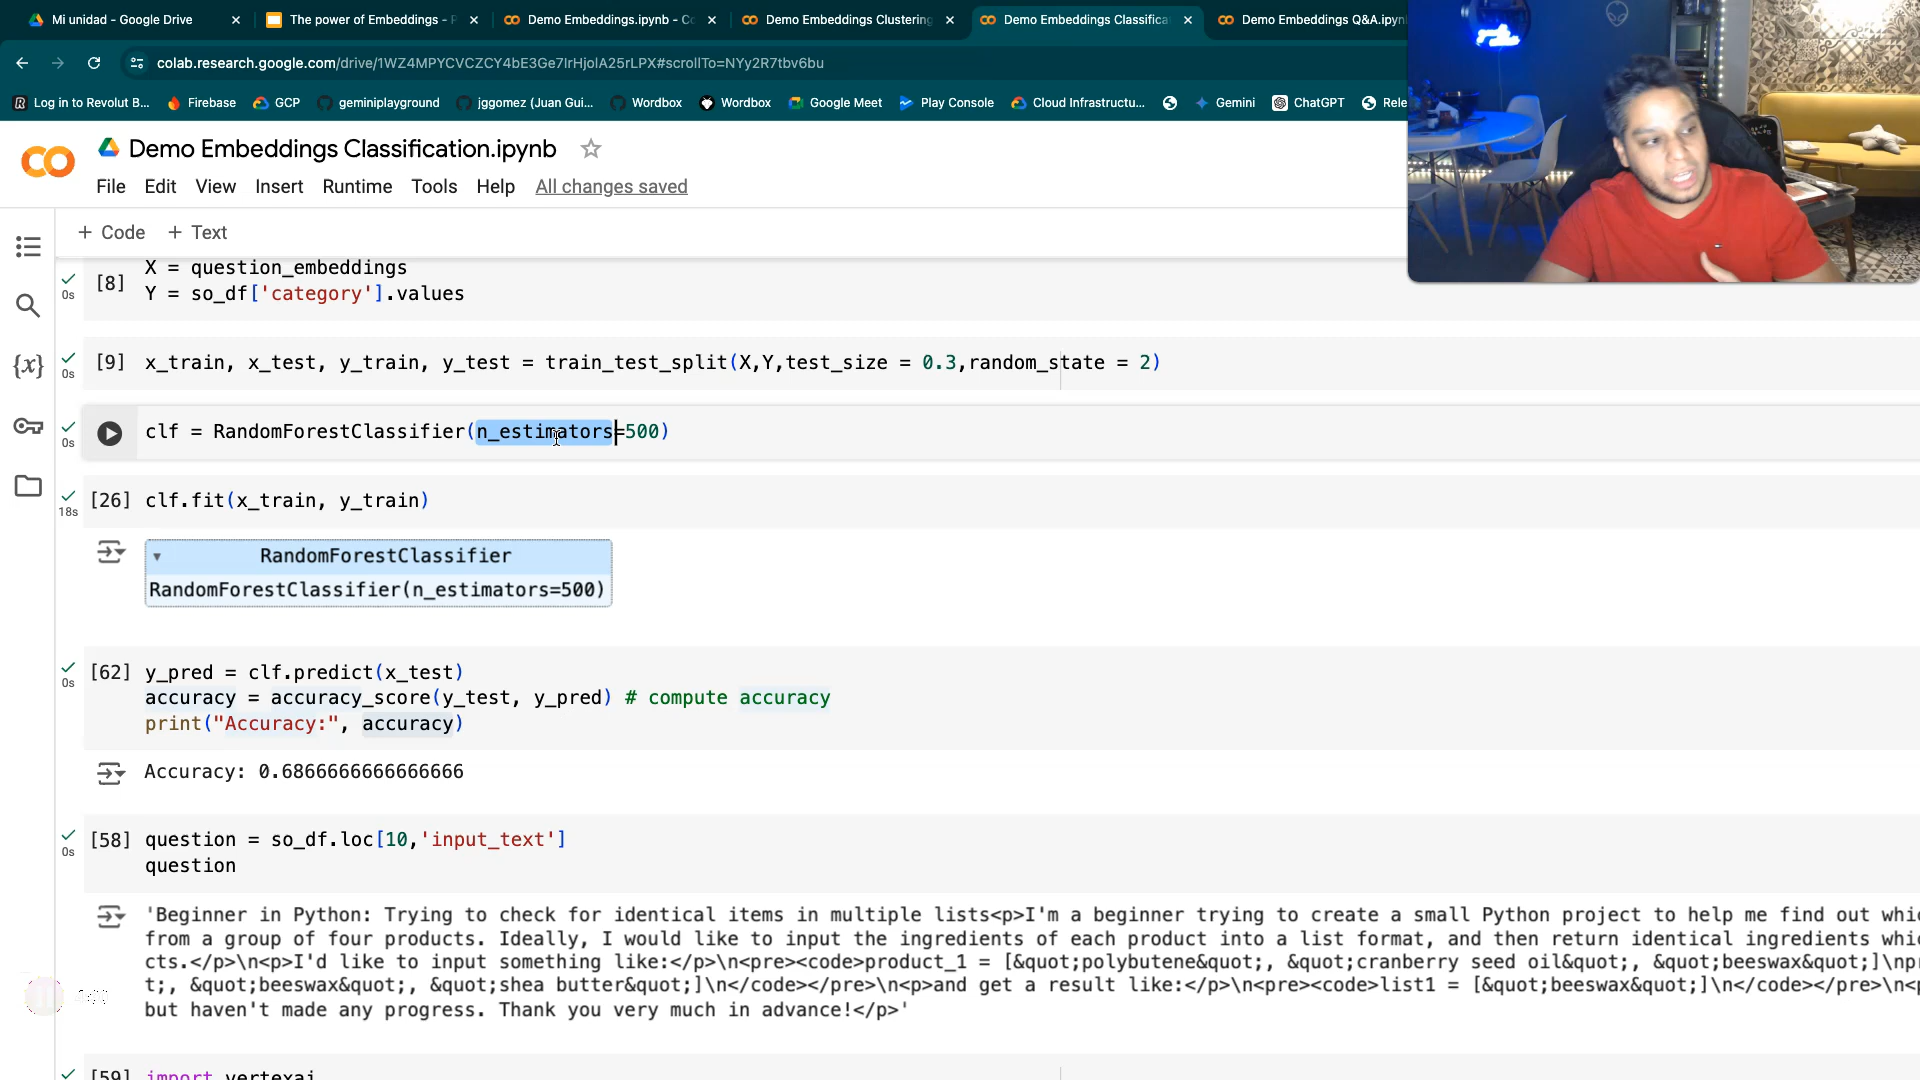 Mi unidad - Google Drive
The power of Embeddings -
Demo Embeddings.ipynb - Co
Demo Embeddings Clustering
Demo Embeddings Classifica
Demo Embeddings Q&A.ipyn
colab.research.google.com/drive/1WZ4MPYCVCZCY4bE3Ge7lrHjolA25rLPX#scrollTo=NYy2R7tbv6bu
Log in to Revolut B...
Firebase
GCP
geminiplayground
jggomez (Juan Gui...
Wordbox
Wordbox
Google Meet
Play Console
Cloud Infrastructu...
Gemini
ChatGPT
Rele
Demo Embeddings Classification.ipynb
File Edit View Insert Runtime Tools Help All changes saved
+ Code + Text
X = question_embeddings
[8]
0s
Y = so_df['category'].values
[9] x_train, x_test, y_train, y_test = train_test_split(X,Y,test_size = 0.3,random_state = 2)
0s
clf = RandomForestClassifier(n_estimators=500)
0s
[26] clf.fit(x_train, y_train)
18s
RandomForestClassifier
RandomForestClassifier(n_estimators=500)
[62] y_pred = clf.predict(x_test)
0s
accuracy = accuracy_score(y_test, y_pred) # compute accuracy
print("Accuracy:", accuracy)
Accuracy: 0.6866666666666666
[58] question = so_df.loc[10,'input_text']
0s
question
'Beginner in Python: Trying to check for identical items in multiple lists<p>I'm a beginner trying to create a small Python project to help me find out whic
from a group of four products. Ideally, I would like to input the ingredients of each product into a list format, and then return identical ingredients whic
cts.</p>\n<p>I'd like to input something like:</p>\n<pre><code>product_1 = [&quot;polybutene&quot;, &quot;cranberry seed oil&quot;, &quot;beeswax&quot;]\npr
t;, &quot;beeswax&quot;, &quot;shea butter&quot;]\n</code></pre>\n<p>and get a result like:</p>\n<pre><code>list1 = [&quot;beeswax&quot;]\n</code></pre>\n<p
but haven't made any progress. Thank you very much in advance!</p>'
[59] import vertexai